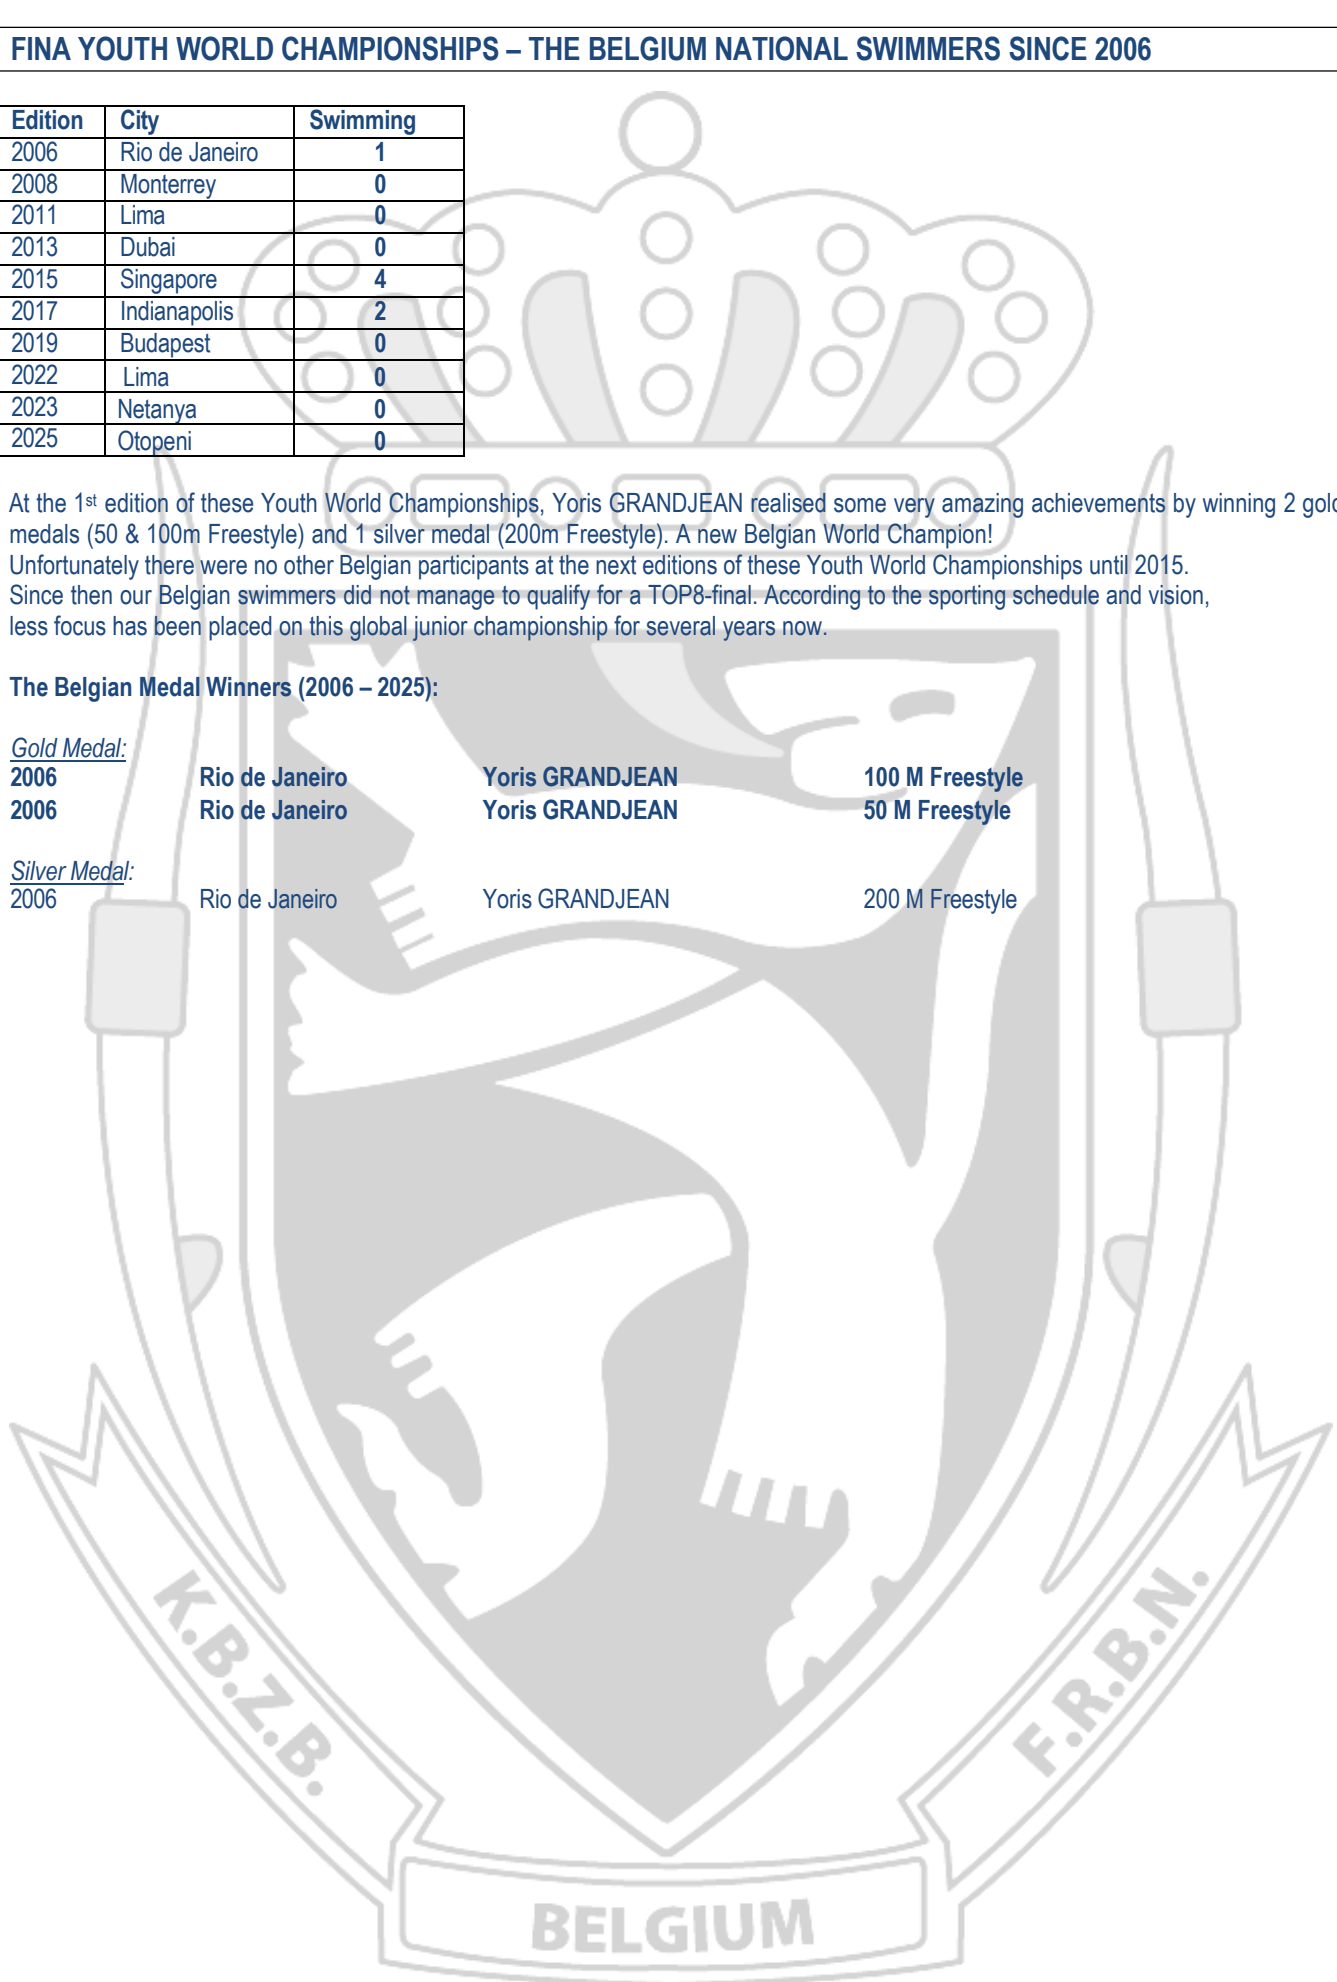 FINA YOUTH WORLD CHAMPIONSHIPS – THE BELGIUM NATIONAL SWIMMERS SINCE 2006
Edition City Swimming
2006 Rio de Janeiro 1
2008 Monterrey 0
2011 Lima 0
2013 Dubai 0
2015 Singapore 4
2017 Indianapolis 2
2019 Budapest 0
2022 Lima 0
2023 Netanya 0
2025 Otopeni 0
At the 1st edition of these Youth World Championships, Yoris GRANDJEAN realised some very amazing achievements by winning 2 gold
medals (50 & 100m Freestyle) and 1 silver medal (200m Freestyle). A new Belgian World Champion!
Unfortunately there were no other Belgian participants at the next editions of these Youth World Championships until 2015.
Since then our Belgian swimmers did not manage to qualify for a TOP8-final. According to the sporting schedule and vision,
less focus has been placed on this global junior championship for several years now.
The Belgian Medal Winners (2006 – 2025):
Gold Medal:
2006 Rio de Janeiro Yoris GRANDJEAN 100 M Freestyle
2006 Rio de Janeiro Yoris GRANDJEAN 50 M Freestyle
Silver Medal:
2006 Rio de Janeiro Yoris GRANDJEAN 200 M Freestyle
K.B.Z.B.
F.R.B.N.
BELGIUM